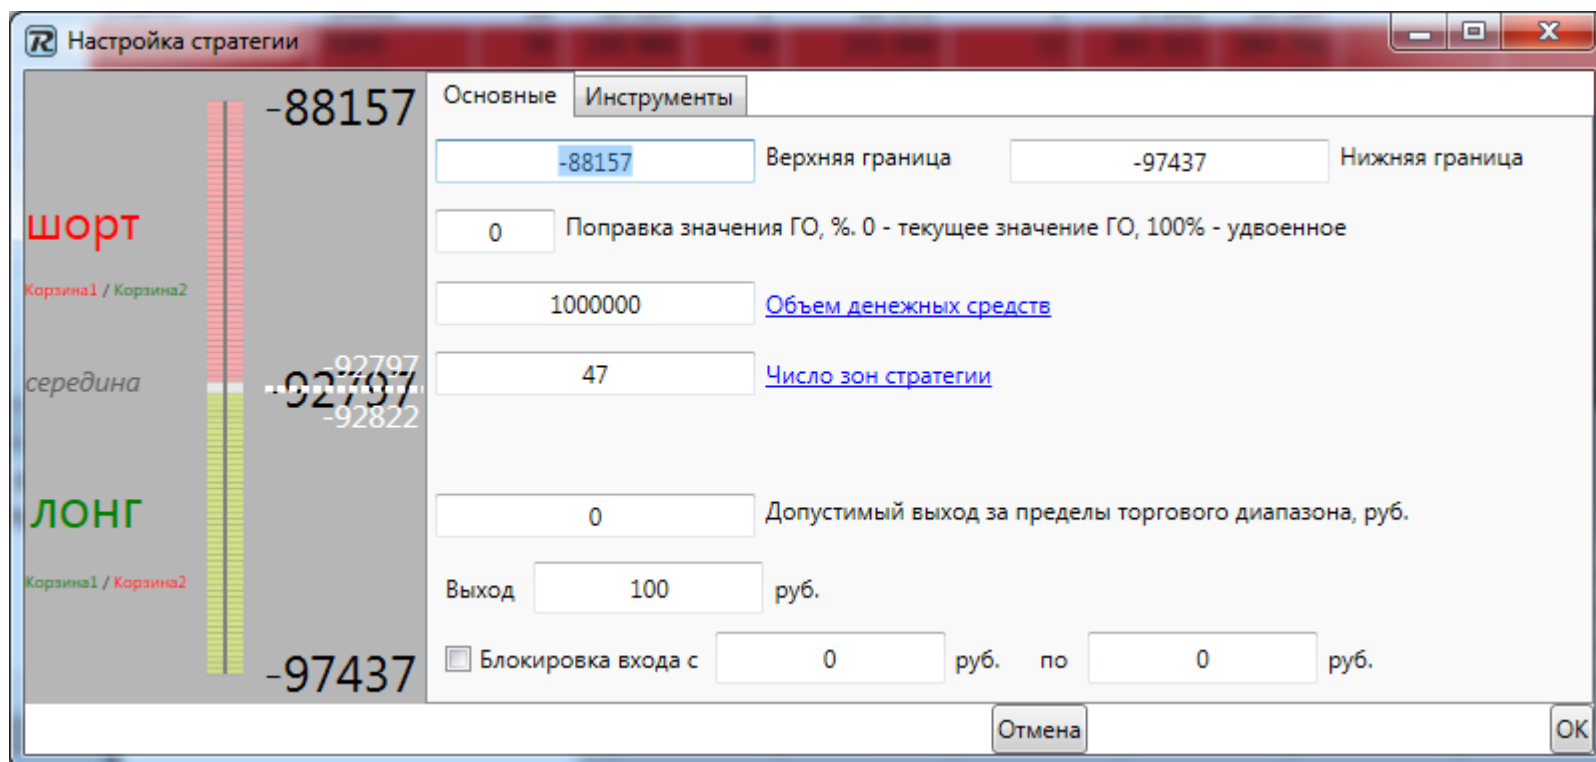 Настройка стратегии
Основные Инструменты
-88157
-88157 Верхняя граница -97437 Нижняя граница
шорт
0 Поправка значения ГО, %. 0 - текущее значение ГО, 100% - удвоенное
Корзина1 / Корзина2
1000000 Объем денежных средств
-92797
середина
-92797
-92822
47 Число зон стратегии
лонг
0 Допустимый выход за пределы торгового диапазона, руб.
Корзина1 / Корзина2
Выход 100 руб.
Блокировка входа с 0 руб. по 0 руб.
-97437
Отмена OK